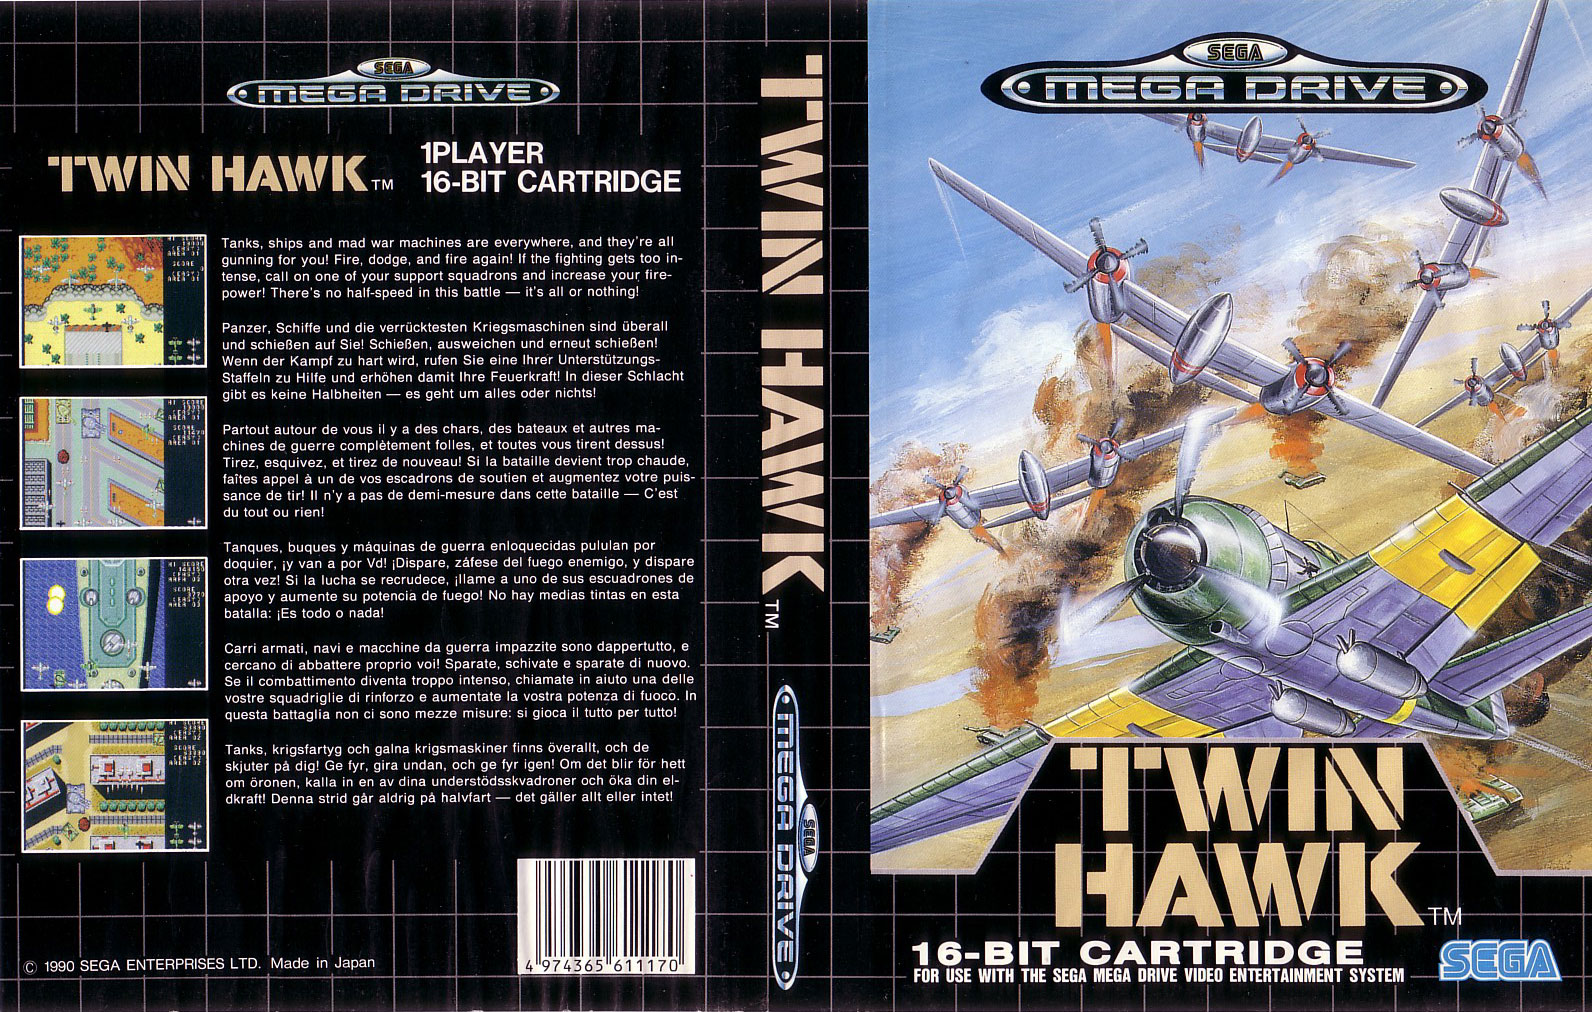 SEGA
MEGA DRIVE
TWIN HAWK™
1PLAYER
16-BIT CARTRIDGE
Tanks, ships and mad war machines are everywhere, and they're all
gunning for you! Fire, dodge, and fire again! If the fighting gets too in-
tense, call on one of your support squadrons and increase your fire-
power! There's no half-speed in this battle — it's all or nothing!
Panzer, Schiffe und die verrücktesten Kriegsmaschinen sind überall
und schießen auf Sie! Schießen, ausweichen und erneut schießen!
Wenn der Kampf zu hart wird, rufen Sie eine Ihrer Unterstützungs-
Staffeln zu Hilfe und erhöhen damit Ihre Feuerkraft! In dieser Schlacht
gibt es keine Halbheiten — es geht um alles oder nichts!
Partout autour de vous il y a des chars, des bateaux et autres ma-
chines de guerre complètement folles, et toutes vous tirent dessus!
Tirez, esquivez, et tirez de nouveau! Si la bataille devient trop chaude,
faîtes appel à un de vos escadrons de soutien et augmentez votre puis-
sance de tir! Il n'y a pas de demi-mesure dans cette bataille — C'est
du tout ou rien!
Tanques, buques y máquinas de guerra enloquecidas pululan por
doquier, ¡y van a por Vd! ¡Dispare, záfese del fuego enemigo, y dispare
otra vez! Si la lucha se recrudece, ¡llame a uno de sus escuadrones de
apoyo y aumente su potencia de fuego! No hay medias tintas en esta
batalla: ¡Es todo o nada!
Carri armati, navi e macchine da guerra impazzite sono dappertutto, e
cercano di abbattere proprio voi! Sparate, schivate e sparate di nuovo.
Se il combattimento diventa troppo intenso, chiamate in aiuto una delle
vostre squadriglie di rinforzo e aumentate la vostra potenza di fuoco. In
questa battaglia non ci sono mezze misure: si gioca il tutto per tutto!
Tanks, krigsfartyg och galna krigsmaskiner finns överallt, och de
skjuter på dig! Ge fyr, gira undan, och ge fyr igen! Om det blir för hett
om öronen, kalla in en av dina understödsskvadroner och öka din el-
dkraft! Denna strid går aldrig på halvfart — det gäller allt eller intet!
4 974365 611170
© 1990 SEGA ENTERPRISES LTD. Made in Japan
TWIN HAWK™
SEGA
MEGA DRIVE
SEGA
MEGA DRIVE
TWIN
HAWK™
16-BIT CARTRIDGE
FOR USE WITH THE SEGA MEGA DRIVE VIDEO ENTERTAINMENT SYSTEM
SEGA